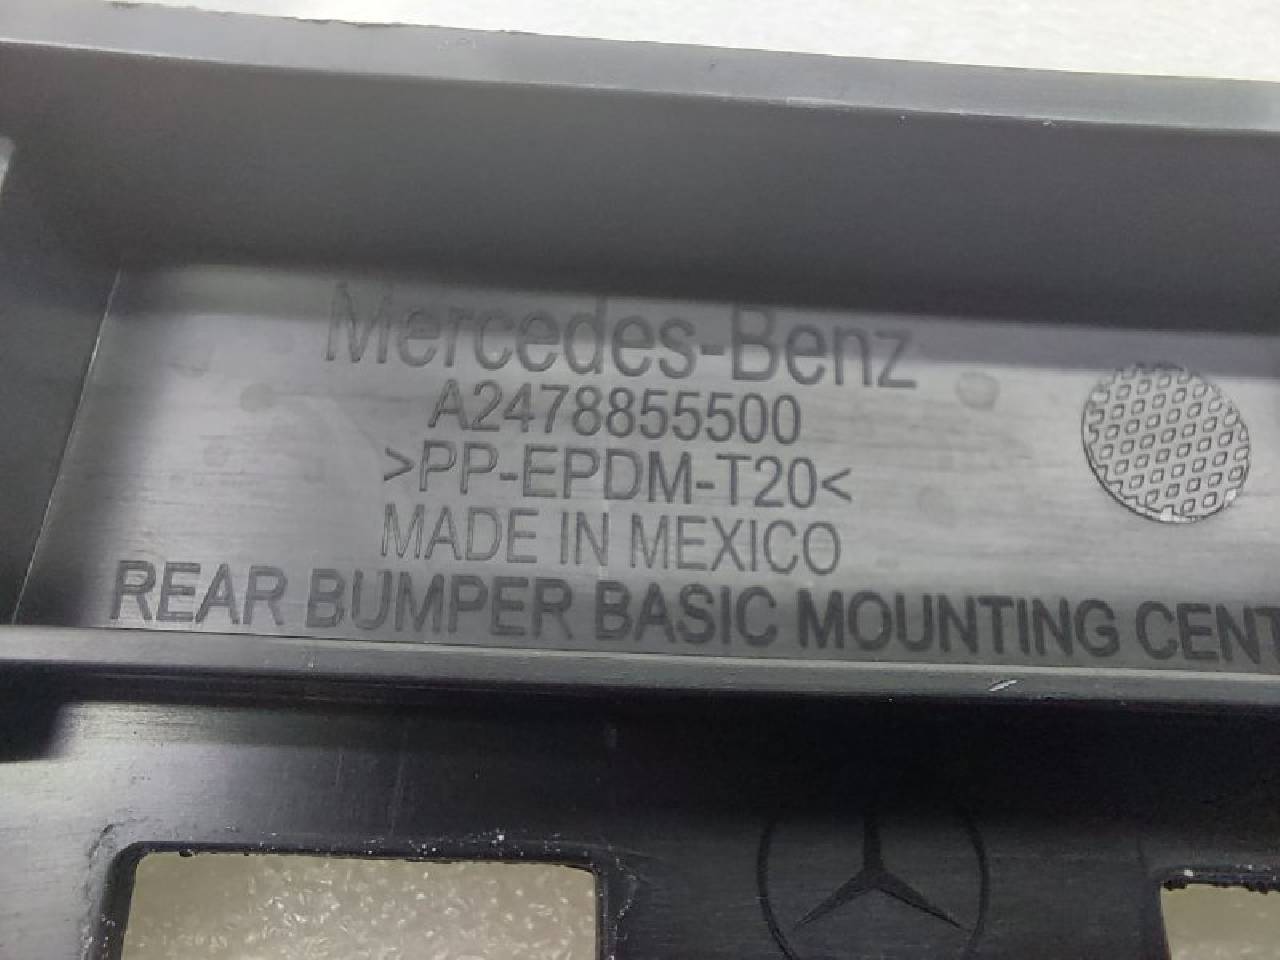 Mercedes-Benz
A2478855500
>PP-EPDM-T20<
MADE IN MEXICO
REAR BUMPER BASIC MOUNTING CENT